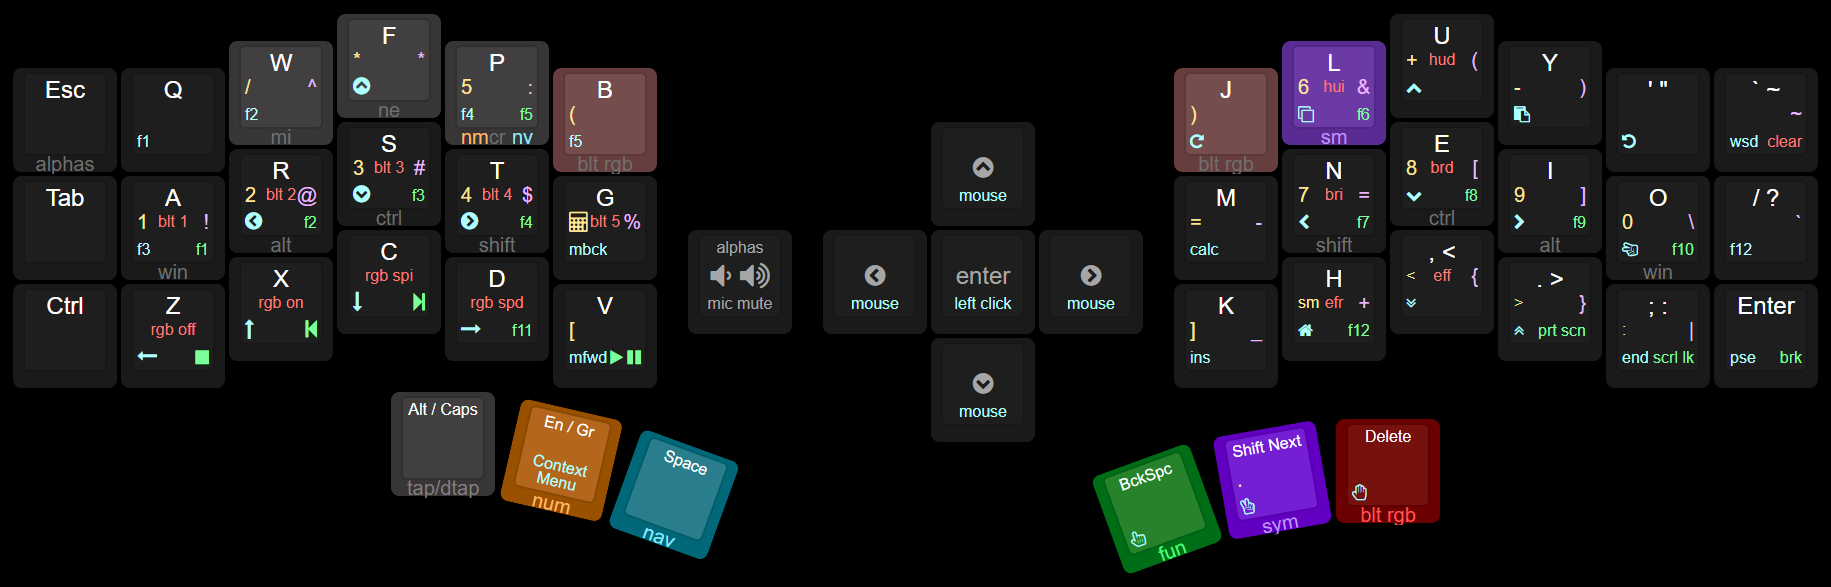 Esc
alphas
Q
f1
W
/ ^
f2
mi
F
* *
ne
P
5 :
f4 f5
nmcr nv
B
(
f5
blt rgb
Tab
A
1 blt 1 !
f3 f1
win
R
2 blt 2 @
f2
alt
S
3 blt 3 #
f3
ctrl
T
4 blt 4 $
f4
shift
G
blt 5 %
mbck
Ctrl
Z
rgb off
X
rgb on
C
rgb spi
D
rgb spd
f11
V
[
mfwd
Alt / Caps
tap/dtap
En / Gr
Context
Menu
num
Space
nav
alphas
mic mute
mouse
mouse
enter
left click
mouse
mouse
J
)
blt rgb
L
6 hui &
f6
sm
U
+ hud (
Y
- )
' "
` ~
~
wsd clear
M
= -
calc
N
7 bri =
f7
shift
E
8 brd [
f8
ctrl
I
9 ]
f9
alt
O
0 \
f10
win
/ ?
`
f12
K
] _
ins
H
sm efr +
f12
, <
< eff {
. >
> }
prt scn
; :
: |
end scrl lk
Enter
pse brk
BckSpc
fun
Shift Next
.
sym
Delete
blt rgb